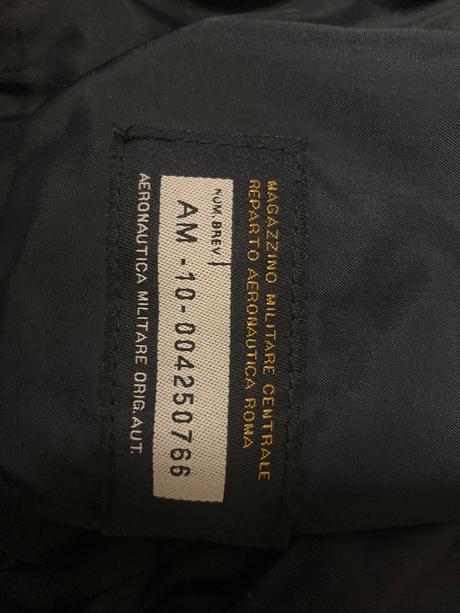 MAGAZZINO MILITARE CENTRALE
REPARTO AERONAUTICA ROMA
NUM. BREV
AM-10-004250766
AERONAUTICA MILITARE ORIG. AUT.